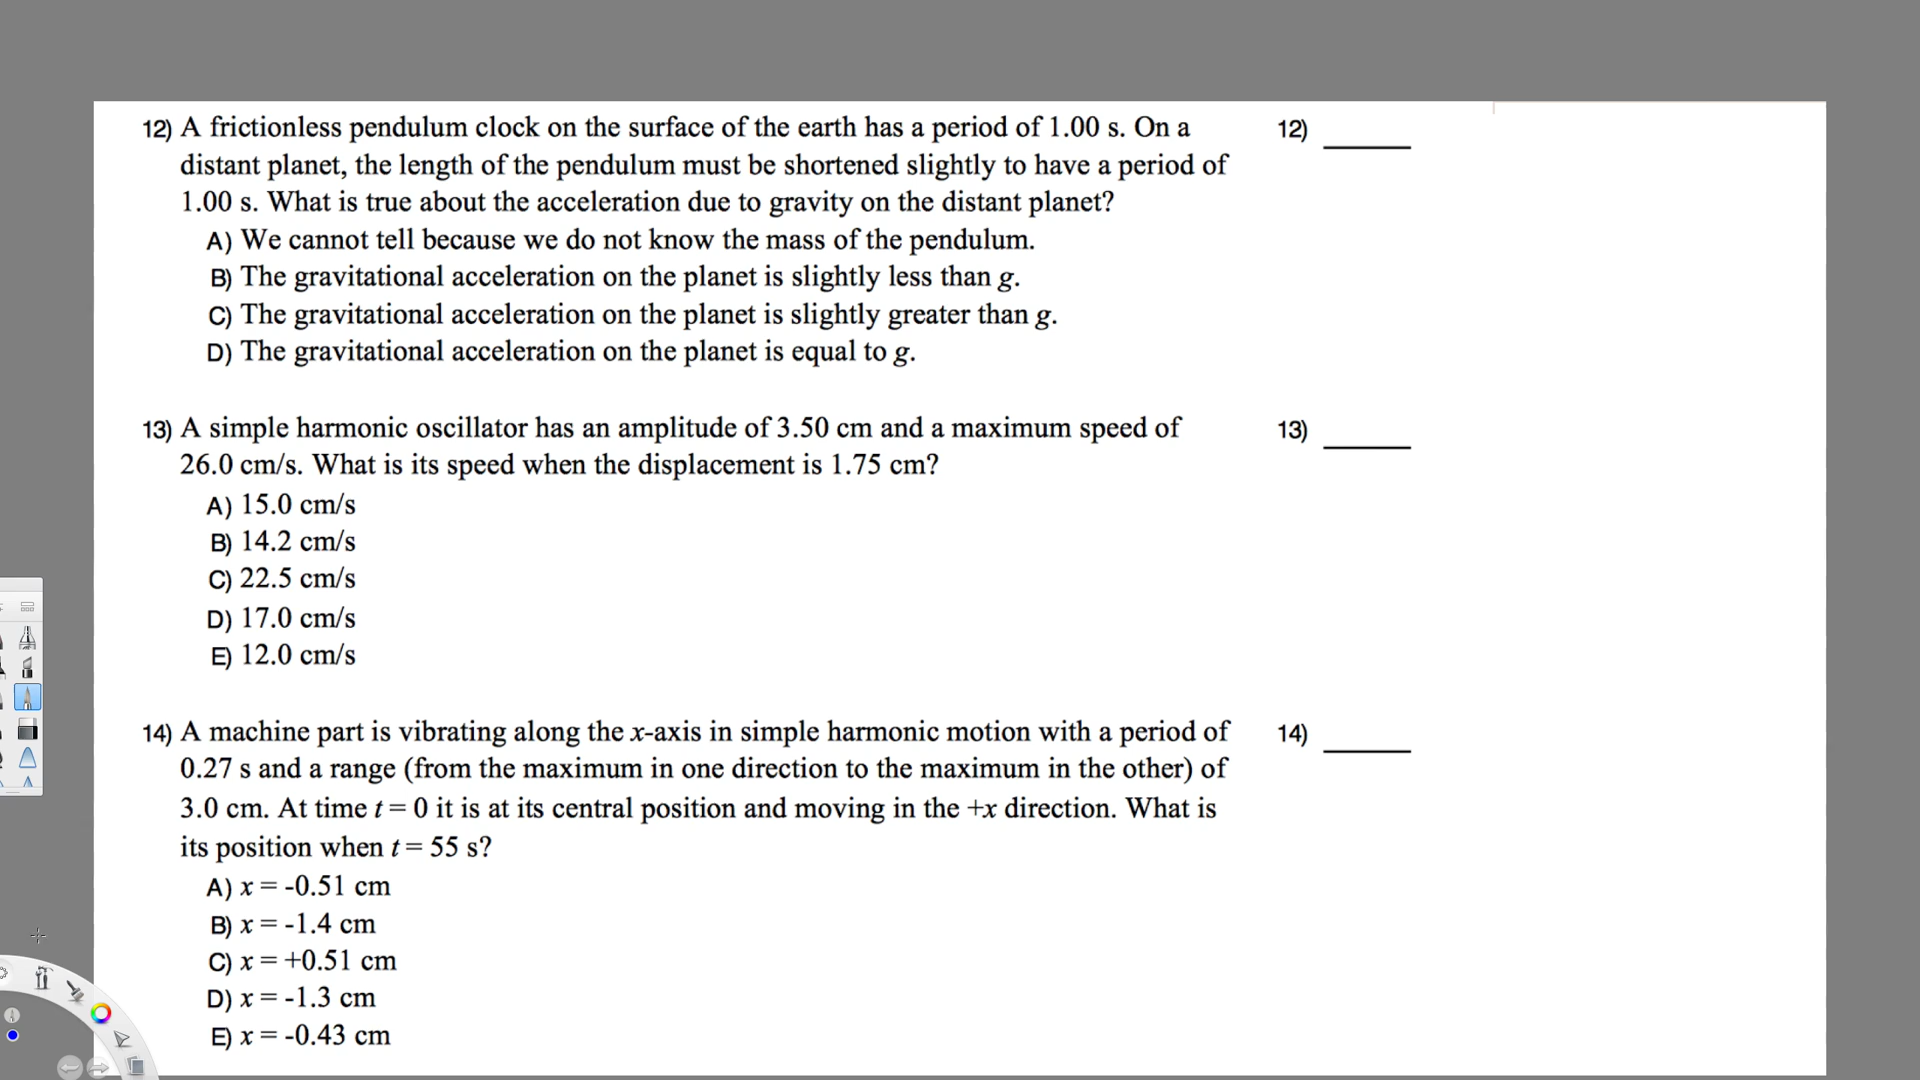 12) A frictionless pendulum clock on the surface of the earth has a period of 1.00 s. On a
12) ______
distant planet, the length of the pendulum must be shortened slightly to have a period of
1.00 s. What is true about the acceleration due to gravity on the distant planet?
A) We cannot tell because we do not know the mass of the pendulum.
B) The gravitational acceleration on the planet is slightly less than g.
C) The gravitational acceleration on the planet is slightly greater than g.
D) The gravitational acceleration on the planet is equal to g.
13) A simple harmonic oscillator has an amplitude of 3.50 cm and a maximum speed of
13) ______
26.0 cm/s. What is its speed when the displacement is 1.75 cm?
A) 15.0 cm/s
B) 14.2 cm/s
C) 22.5 cm/s
D) 17.0 cm/s
E) 12.0 cm/s
14) A machine part is vibrating along the x-axis in simple harmonic motion with a period of
14) ______
0.27 s and a range (from the maximum in one direction to the maximum in the other) of
3.0 cm. At time t = 0 it is at its central position and moving in the +x direction. What is
its position when t = 55 s?
A) x = -0.51 cm
B) x = -1.4 cm
C) x = +0.51 cm
D) x = -1.3 cm
E) x = -0.43 cm